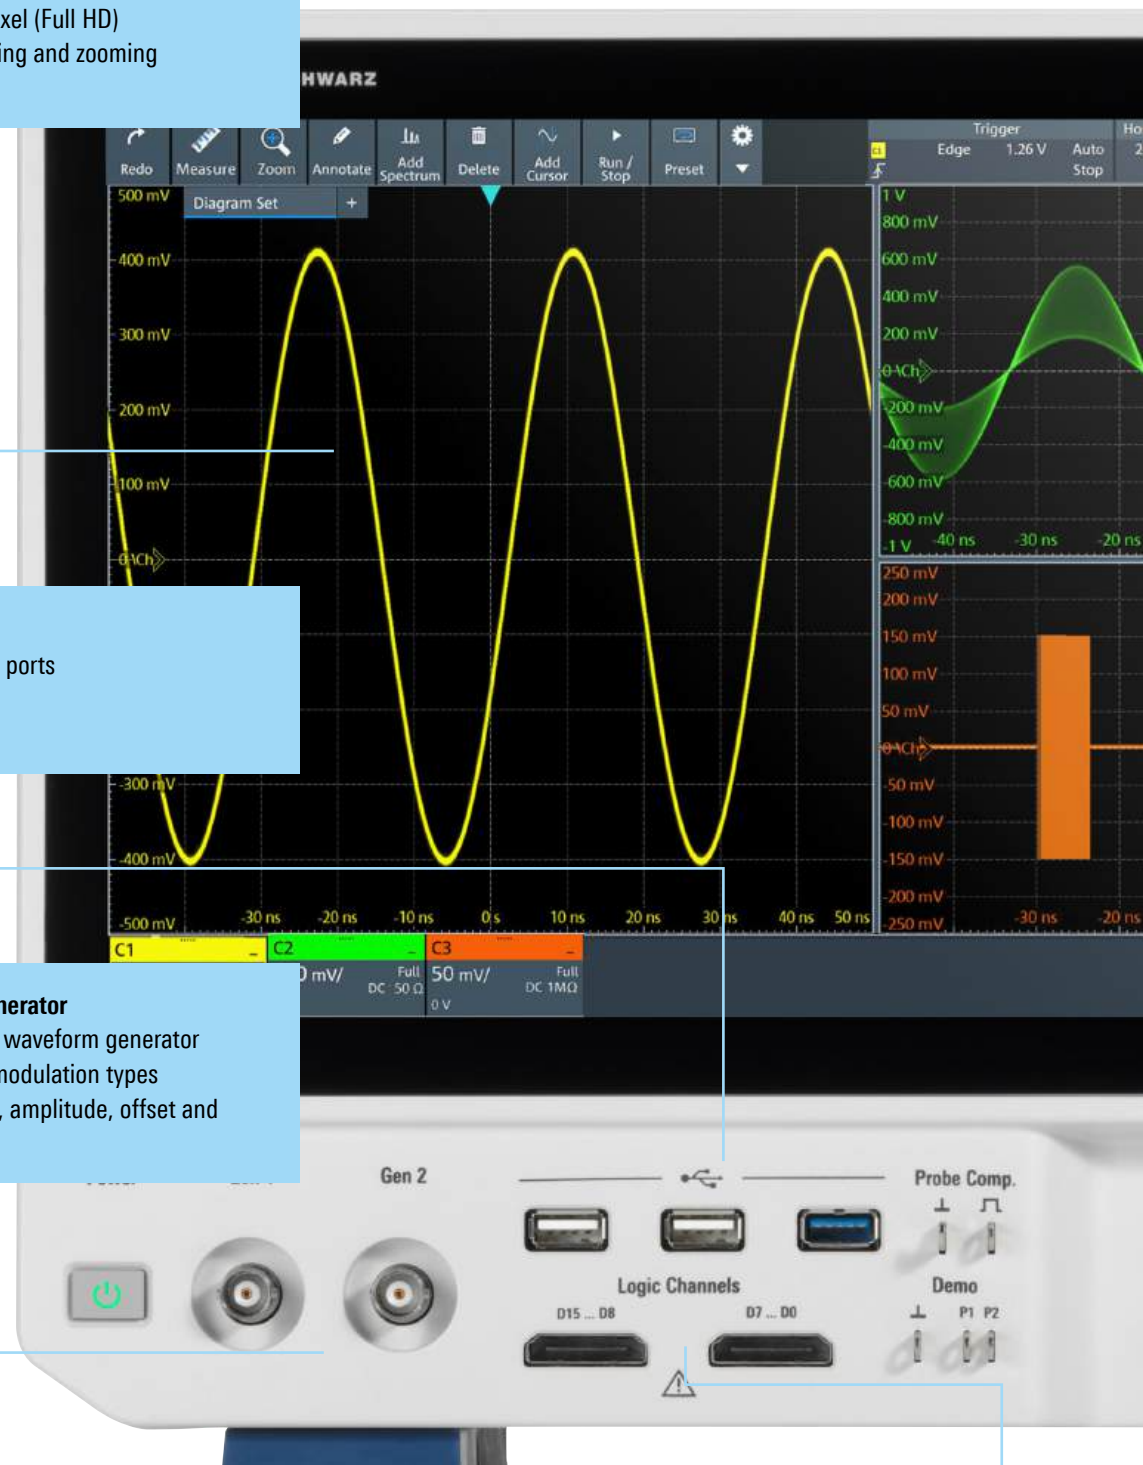 xel (Full HD)
ing and zooming
HWARZ
Redo
Measure
Zoom
Annotate
Add Spectrum
Delete
Add Cursor
Run / Stop
Preset
Trigger
Ho
C1
Edge
1.26 V
Auto
2
Stop
Diagram Set
+
500 mV
400 mV
300 mV
200 mV
100 mV
-300 mV
-400 mV
-500 mV
-30 ns
-20 ns
-10 ns
0 s
10 ns
20 ns
30 ns
40 ns
50 ns
1 V
800 mV
600 mV
400 mV
200 mV
-200 mV
-400 mV
-600 mV
-800 mV
-1 V
-40 ns
-30 ns
-20 ns
250 mV
200 mV
150 mV
100 mV
50 mV
-50 mV
-100 mV
-150 mV
-200 mV
-250 mV
-30 ns
-20 ns
ports
C1
C2
C3
mV/
Full
DC 50 Ω
50 mV/
Full
DC 1MΩ
0 V
nerator
waveform generator
modulation types
, amplitude, offset and
Gen 2
Probe Comp.
Logic Channels
D15 ... D8
D7 ... D0
Demo
P1 P2